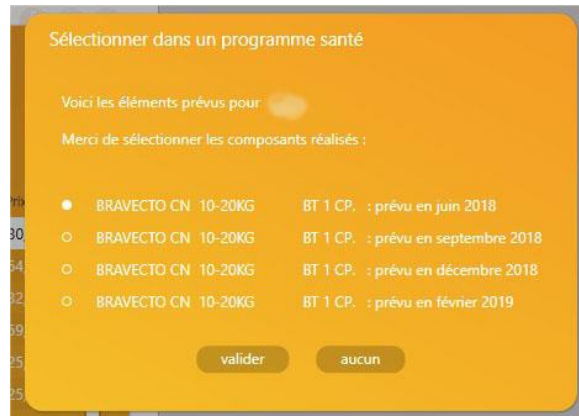 Sélectionner dans un programme santé
Voici les éléments prévus pour
Merci de sélectionner les composants réalisés :
BRAVECTO CN 10-20KG BT 1 CP. : prévu en juin 2018
BRAVECTO CN 10-20KG BT 1 CP. : prévu en septembre 2018
BRAVECTO CN 10-20KG BT 1 CP. : prévu en décembre 2018
BRAVECTO CN 10-20KG BT 1 CP. : prévu en février 2019
valider aucun